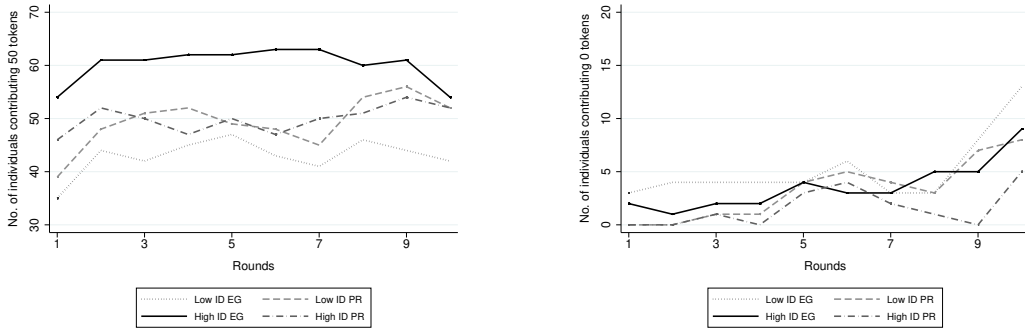 No. of individuals contributing 50 tokens
70
60
50
40
30
1 3 5 7 9
Rounds
Low ID EG Low ID PR
High ID EG High ID PR
No. of individuals contributing 0 tokens
20
15
10
5
0
1 3 5 7 9
Rounds
Low ID EG Low ID PR
High ID EG High ID PR